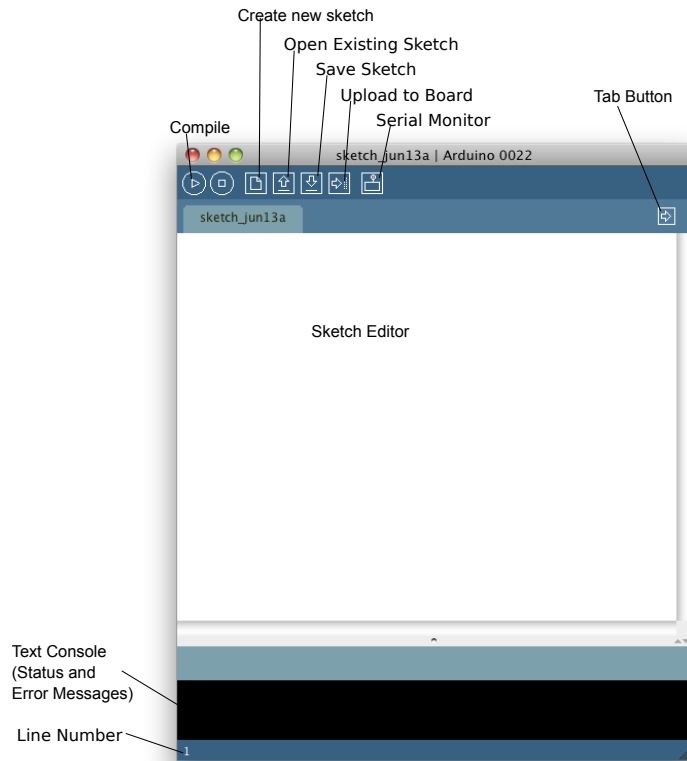 Create new sketch
Open Existing Sketch
Save Sketch
Upload to Board
Tab Button
Serial Monitor
Compile
sketch_jun13a | Arduino 0022
sketch_jun13a
Sketch Editor
Text Console
(Status and
Error Messages)
Line Number
1